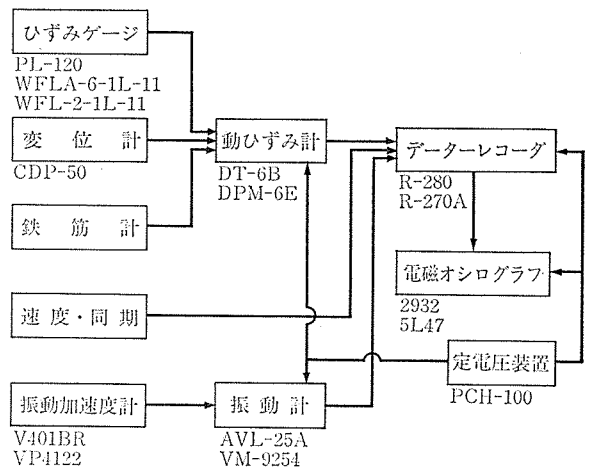 ひずみゲージ
PL-120
WFLA-6-1L-11
WFL-2-1L-11
変位計
CDP-50
鉄筋計
速度・同期
振動加速度計
V401BR
VP4122
動ひずみ計
DT-6B
DPM-6E
振動計
AVL-25A
VM-9254
データーレコーダ
R-280
R-270A
電磁オシログラフ
2932
5L47
定電圧装置
PCH-100